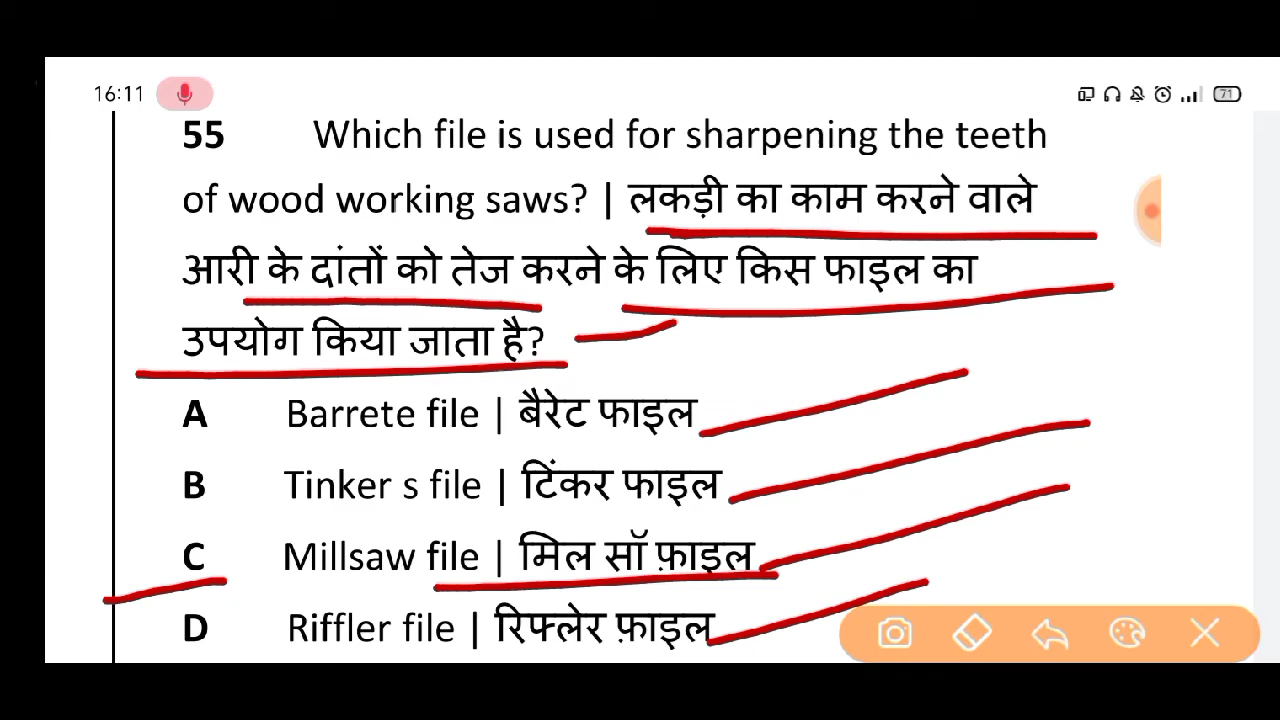 16:11 71
55 Which file is used for sharpening the teeth
of wood working saws? | लकड़ी का काम करने वाले
आरी के दांतों को तेज करने के लिए किस फाइल का
उपयोग किया जाता है?
A Barrete file | बैरेट फाइल
B Tinker s file | टिंकर फाइल
C Millsaw file | मिल सॉ फ़ाइल
D Riffler file | रिफ्लेर फ़ाइल